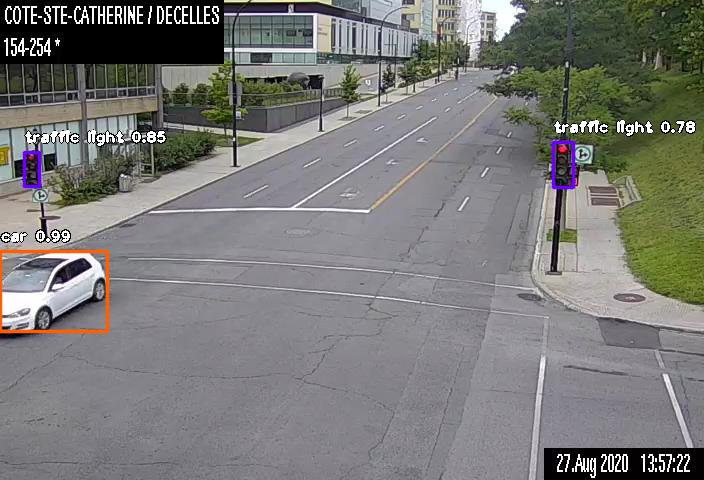 COTE-STE-CATHERINE / DECELLES
154-254 *
traffic light 0.85
traffic light 0.78
car 0.99
27.Aug 2020 13:57:22